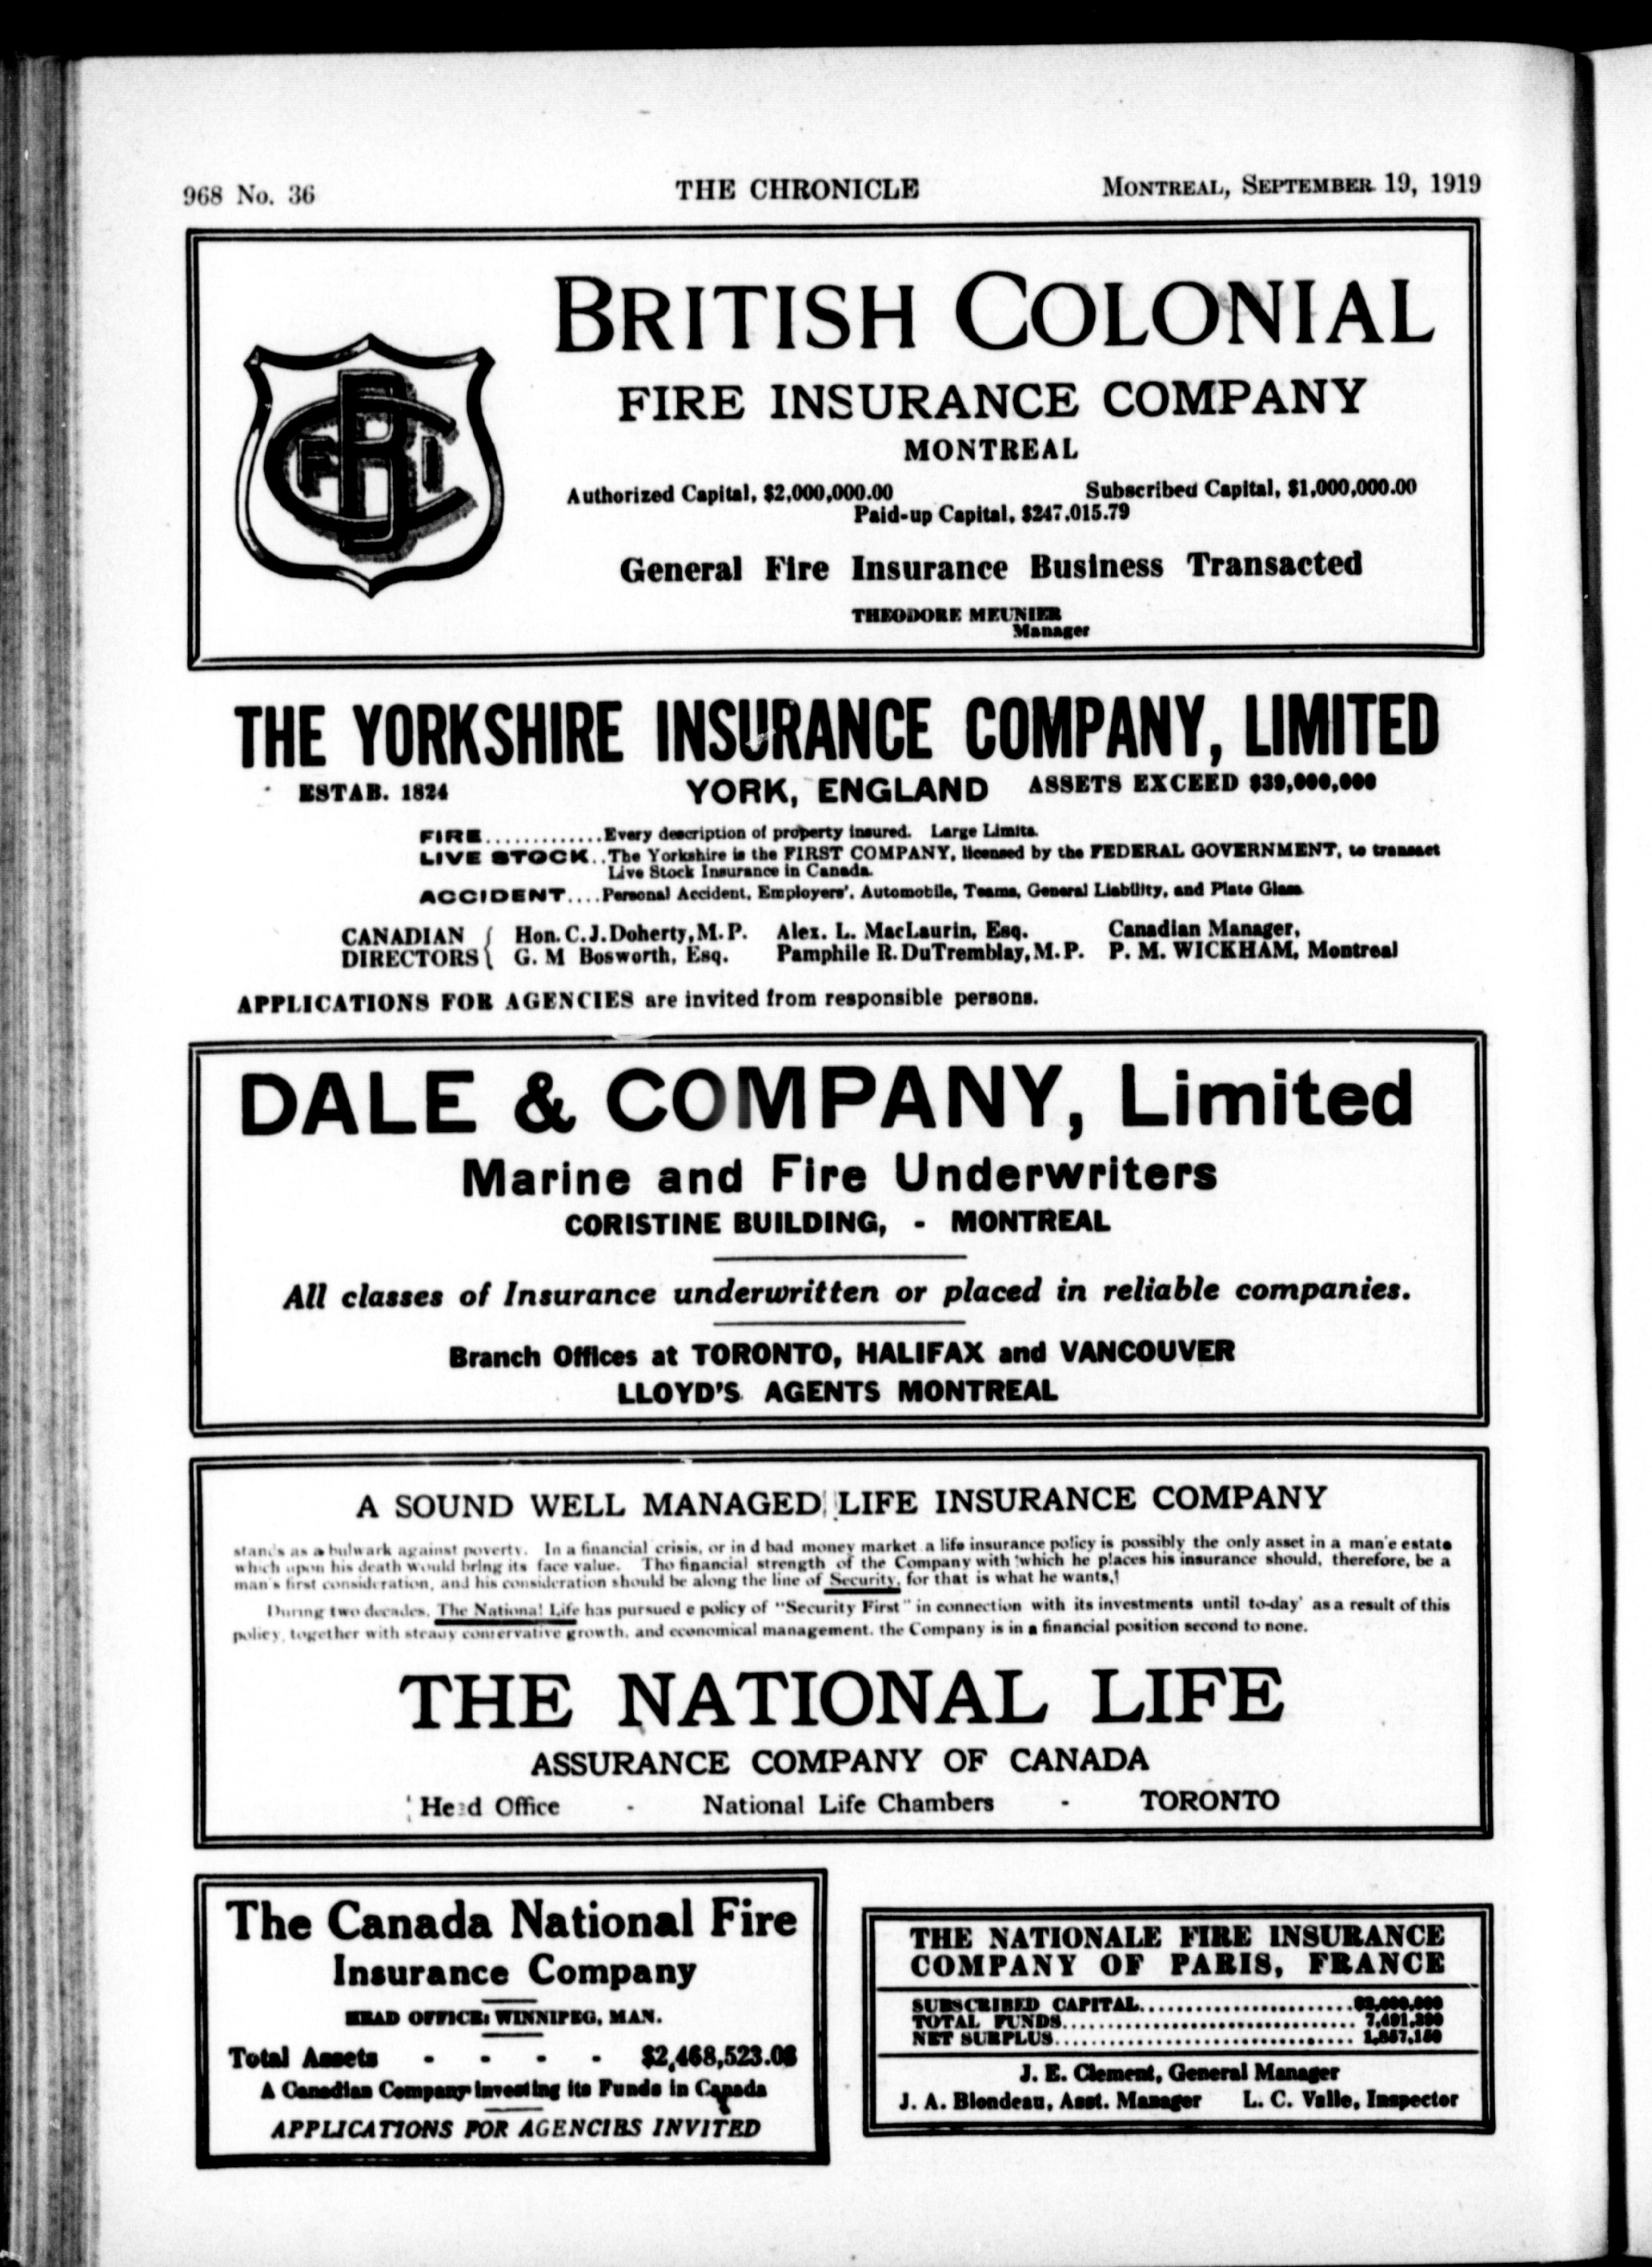 968 No. 36 THE CHRONICLE MONTREAL, SEPTEMBER 19, 1919
BRITISH COLONIAL
FIRE INSURANCE COMPANY
MONTREAL
Authorized Capital, $2,000,000.00 Subscribed Capital, $1,000,000.00
Paid-up Capital, $247,015.79
General Fire Insurance Business Transacted
THEODORE MEUNIER
Manager
BCFI
THE YORKSHIRE INSURANCE COMPANY, LIMITED
ESTAB. 1824 YORK, ENGLAND ASSETS EXCEED $39,000,000
FIRE.............Every description of property insured. Large Limits.
LIVE STOCK..The Yorkshire is the FIRST COMPANY, licensed by the FEDERAL GOVERNMENT, to transact
Live Stock Insurance in Canada.
ACCIDENT....Personal Accident, Employers', Automobile, Teams, General Liability, and Plate Glass
CANADIAN { Hon. C. J. Doherty, M. P. Alex. L. MacLaurin, Esq. Canadian Manager,
DIRECTORS { G. M Bosworth, Esq. Pamphile R. DuTremblay, M. P. P. M. WICKHAM, Montreal
APPLICATIONS FOR AGENCIES are invited from responsible persons.
DALE & COMPANY, Limited
Marine and Fire Underwriters
CORISTINE BUILDING, - MONTREAL
All classes of Insurance underwritten or placed in reliable companies.
Branch Offices at TORONTO, HALIFAX and VANCOUVER
LLOYD'S AGENTS MONTREAL
A SOUND WELL MANAGED LIFE INSURANCE COMPANY
stands as a bulwark against poverty. In a financial crisis, or in d bad money market a life insurance policy is possibly the only asset in a man'e estate
which upon his death would bring its face value. The financial strength of the Company with which he places his insurance should, therefore, be a
man's first consideration, and his consideration should be along the line of Security, for that is what he wants,!
During two decades, The National Life has pursued e policy of "Security First" in connection with its investments until to-day' as a result of this
policy, together with steady conservative growth, and economical management, the Company is in a financial position second to none.
THE NATIONAL LIFE
ASSURANCE COMPANY OF CANADA
Head Office - National Life Chambers - TORONTO
The Canada National Fire
Insurance Company
HEAD OFFICE: WINNIPEG, MAN.
Total Assets - - - - $2,468,523.08
A Canadian Company investing its Funds in Canada
APPLICATIONS FOR AGENCIES INVITED
THE NATIONALE FIRE INSURANCE
COMPANY OF PARIS, FRANCE
SUBSCRIBED CAPITAL.......................
TOTAL FUNDS...............................
NET SURPLUS...............................
J. E. Clement, General Manager
J. A. Blondeau, Asst. Manager L. C. Valle, Inspector